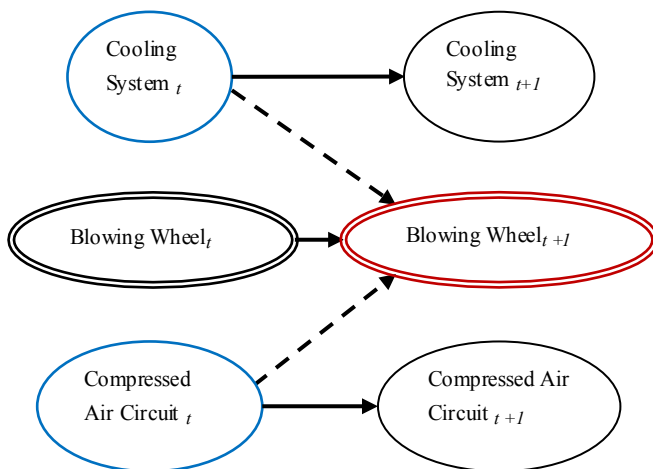 Cooling
System t
Cooling
System t+1
Blowing Wheelt
Blowing Wheelt +1
Compressed
Air Circuit t
Compressed Air
Circuit t +1